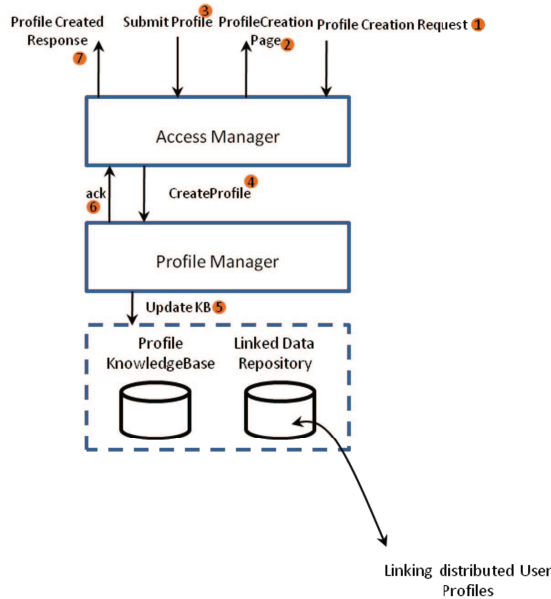 Profile Created
Response
7
3
Submit Profile
ProfileCreation
Page 2
Profile Creation Request 1
Access Manager
ack
6
4
CreateProfile
Profile Manager
Update KB 5
Profile
KnowledgeBase
Linked Data
Repository
Linking distributed User
Profiles